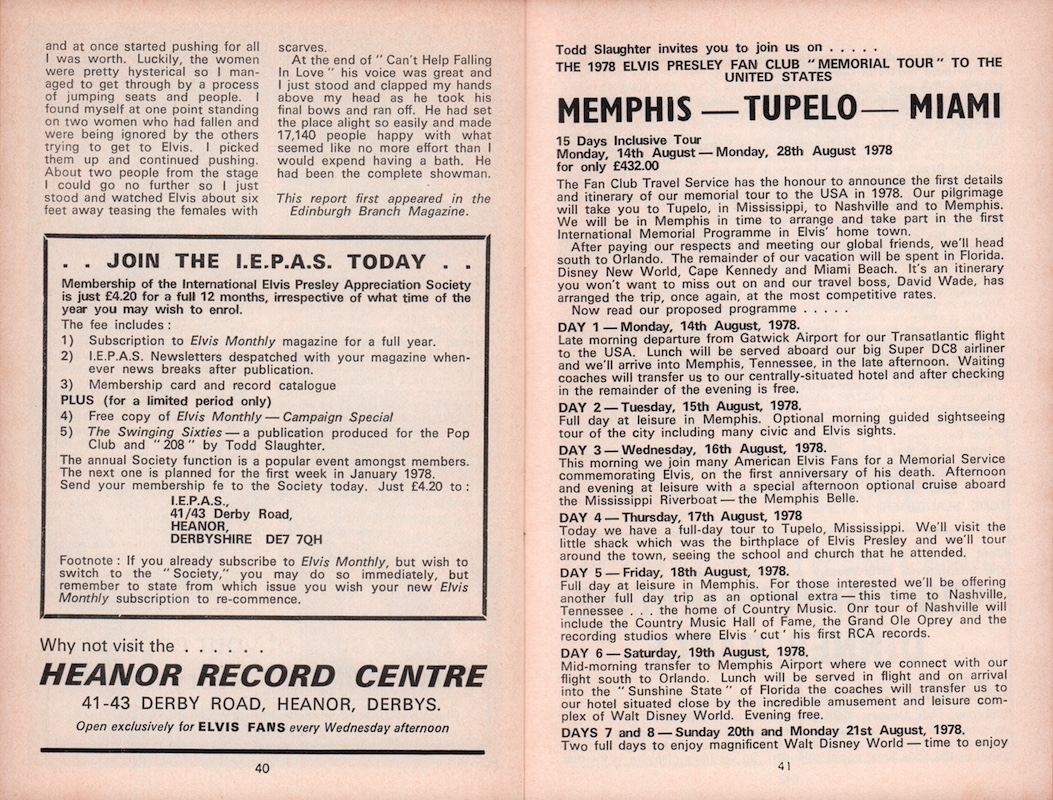 and at once started pushing for all
I was worth. Luckily, the women
were pretty hysterical so I man-
aged to get through by a process
of jumping seats and people. I
found myself at one point standing
on two women who had fallen and
were being ignored by the others
trying to get to Elvis. I picked
them up and continued pushing.
About two people from the stage
I could go no further so I just
stood and watched Elvis about six
feet away teasing the females with
scarves.
At the end of "Can't Help Falling
In Love" his voice was great and
I just stood and clapped my hands
above my head as he took his
final bows and ran off. He had set
the place alight so easily and made
17,140 people happy with what
seemed like no more effort than I
would expend having a bath. He
had been the complete showman.
This report first appeared in the
Edinburgh Branch Magazine.
. . JOIN THE I.E.P.A.S. TODAY . .
Membership of the International Elvis Presley Appreciation Society
is just £4.20 for a full 12 months, irrespective of what time of the
year you may wish to enrol.
The fee includes:
1) Subscription to Elvis Monthly magazine for a full year.
2) I.E.P.A.S. Newsletters despatched with your magazine when-
ever news breaks after publication.
3) Membership card and record catalogue
PLUS (for a limited period only)
4) Free copy of Elvis Monthly — Campaign Special
5) The Swinging Sixties — a publication produced for the Pop
Club and "208" by Todd Slaughter.
The annual Society function is a popular event amongst members.
The next one is planned for the first week in January 1978.
Send your membership fe to the Society today. Just £4.20 to:
I.E.P.A.S.,
41/43 Derby Road,
HEANOR,
DERBYSHIRE DE7 7QH
Footnote: If you already subscribe to Elvis Monthly, but wish to
switch to the "Society," you may do so immediately, but
remember to state from which issue you wish your new Elvis
Monthly subscription to re-commence.
Why not visit the . . . . . .
HEANOR RECORD CENTRE
41-43 DERBY ROAD, HEANOR, DERBYS.
Open exclusively for ELVIS FANS every Wednesday afternoon
40
Todd Slaughter invites you to join us on . . . . .
THE 1978 ELVIS PRESLEY FAN CLUB "MEMORIAL TOUR" TO THE
UNITED STATES
MEMPHIS — TUPELO — MIAMI
15 Days Inclusive Tour
Monday, 14th August — Monday, 28th August 1978
for only £432.00
The Fan Club Travel Service has the honour to announce the first details
and itinerary of our memorial tour to the USA in 1978. Our pilgrimage
will take you to Tupelo, in Mississippi, to Nashville and to Memphis.
We will be in Memphis in time to arrange and take part in the first
International Memorial Programme in Elvis' home town.
After paying our respects and meeting our global friends, we'll head
south to Orlando. The remainder of our vacation will be spent in Florida.
Disney New World, Cape Kennedy and Miami Beach. It's an itinerary
you won't want to miss out on and our travel boss, David Wade, has
arranged the trip, once again, at the most competitive rates.
Now read our proposed programme . . . . .
DAY 1 — Monday, 14th August, 1978.
Late morning departure from Gatwick Airport for our Transatlantic flight
to the USA. Lunch will be served aboard our big Super DC8 airliner
and we'll arrive into Memphis, Tennessee, in the late afternoon. Waiting
coaches will transfer us to our centrally-situated hotel and after checking
in the remainder of the evening is free.
DAY 2 — Tuesday, 15th August, 1978.
Full day at leisure in Memphis. Optional morning guided sightseeing
tour of the city including many civic and Elvis sights.
DAY 3 — Wednesday, 16th August, 1978.
This morning we join many American Elvis Fans for a Memorial Service
commemorating Elvis, on the first anniversary of his death. Afternoon
and evening at leisure with a special afternoon optional cruise aboard
the Mississippi Riverboat — the Memphis Belle.
DAY 4 — Thursday, 17th August, 1978
Today we have a full-day tour to Tupelo, Mississippi. We'll visit the
little shack which was the birthplace of Elvis Presley and we'll tour
around the town, seeing the school and church that he attended.
DAY 5 — Friday, 18th August, 1978.
Full day at leisure in Memphis. For those interested we'll be offering
another full day trip as an optional extra — this time to Nashville,
Tennessee . . . the home of Country Music. Onr tour of Nashville will
include the Country Music Hall of Fame, the Grand Ole Oprey and the
recording studios where Elvis 'cut' his first RCA records.
DAY 6 — Saturday, 19th August, 1978.
Mid-morning transfer to Memphis Airport where we connect with our
flight south to Orlando. Lunch will be served in flight and on arrival
into the "Sunshine State" of Florida the coaches will transfer us to
our hotel situated close by the incredible amusement and leisure com-
plex of Walt Disney World. Evening free.
DAYS 7 and 8 — Sunday 20th and Monday 21st August, 1978.
Two full days to enjoy magnificent Walt Disney World — time to enjoy
41